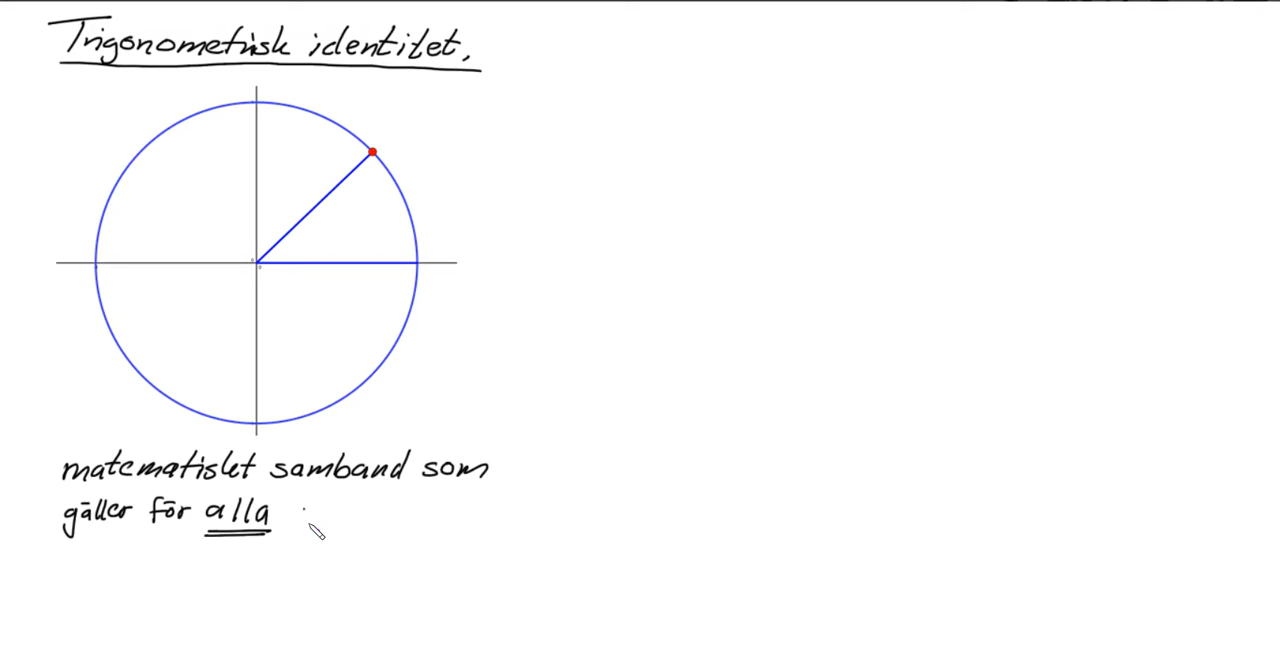 Trigonometrisk identitet.
matematiskt samband som
gäller för alla